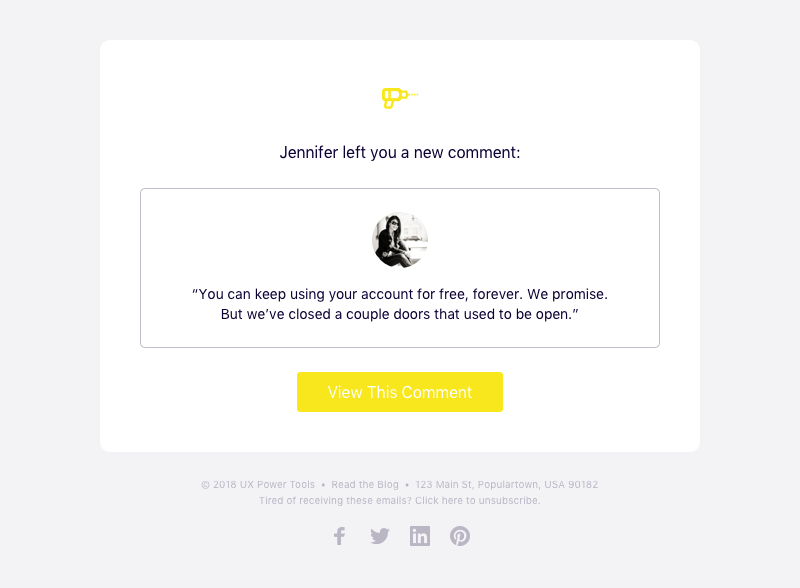 Jennifer left you a new comment:
“You can keep using your account for free, forever. We promise.
But we’ve closed a couple doors that used to be open.”
View This Comment
© 2018 UX Power Tools • Read the Blog • 123 Main St, Populartown, USA 90182
Tired of receiving these emails? Click here to unsubscribe.